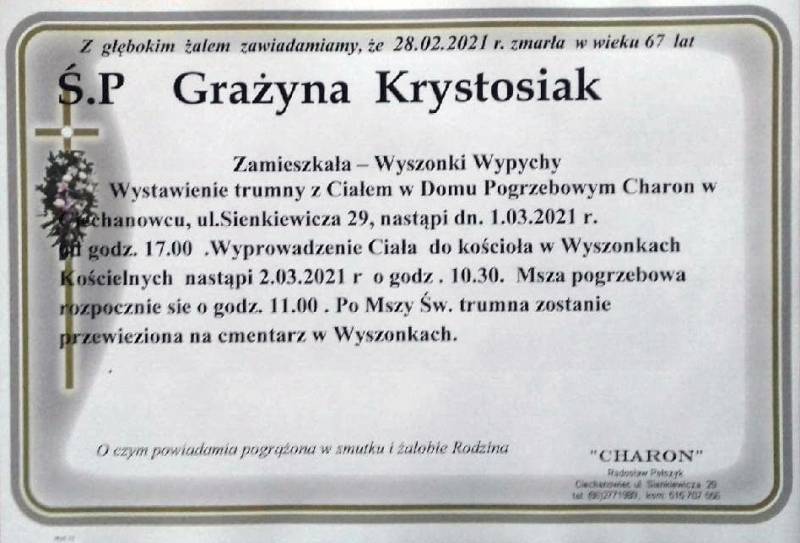 Z głębokim żalem zawiadamiamy, że 28.02.2021 r. zmarła w wieku 67 lat
Ś.P Grażyna Krystosiak
Zamieszkała – Wyszonki Wypychy
Wystawienie trumny z Ciałem w Domu Pogrzebowym Charon w
Ciechanowcu, ul.Sienkiewicza 29, nastąpi dn. 1.03.2021 r.
od godz. 17.00 .Wyprowadzenie Ciała do kościoła w Wyszonkach
Kościelnych nastąpi 2.03.2021 r o godz . 10.30. Msza pogrzebowa
rozpocznie sie o godz. 11.00 . Po Mszy Św. trumna zostanie
przewieziona na cmentarz w Wyszonkach.
O czym powiadamia pogrążona w smutku i żałobie Rodzina
"CHARON"
Radosław
Ciechanowiec ul. Sienkiewicza 29
tel. kom.